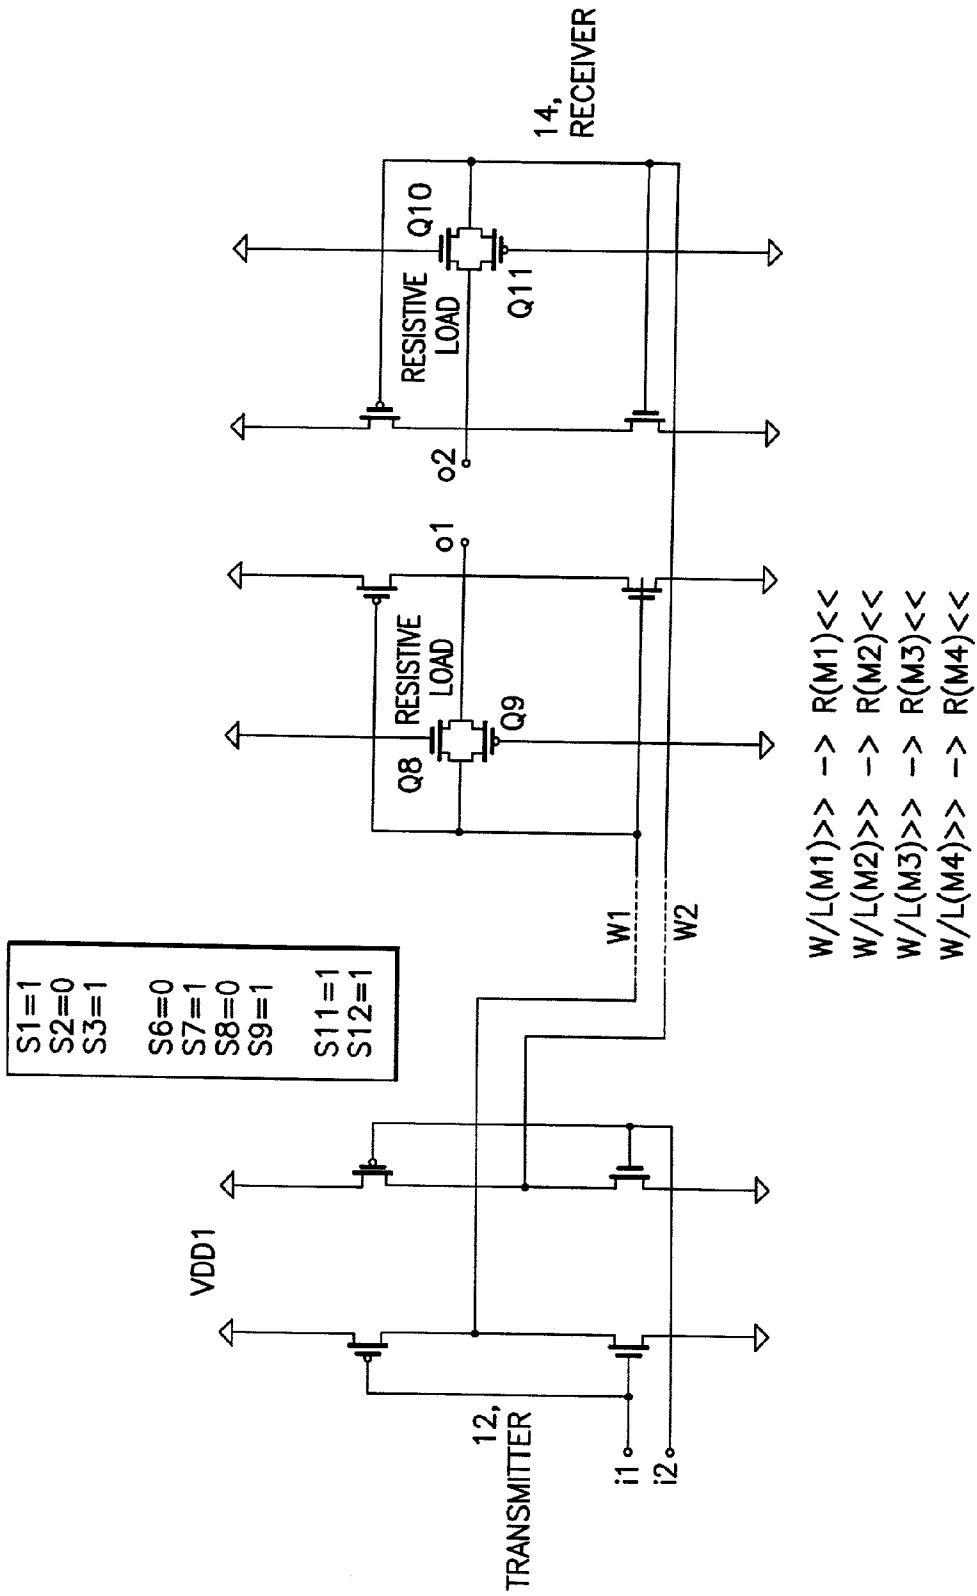 S1=1
S2=0
S3=1
S6=0
S7=1
S8=0
S9=1
S11=1
S12=1
VDD1
12,
TRANSMITTER
i1
i2
W1
W2
Q8
RESISTIVE
LOAD
Q9
o1
o2
RESISTIVE
LOAD
Q10
Q11
14,
RECEIVER
W/L(M1)>> -> R(M1)<<
W/L(M2)>> -> R(M2)<<
W/L(M3)>> -> R(M3)<<
W/L(M4)>> -> R(M4)<<